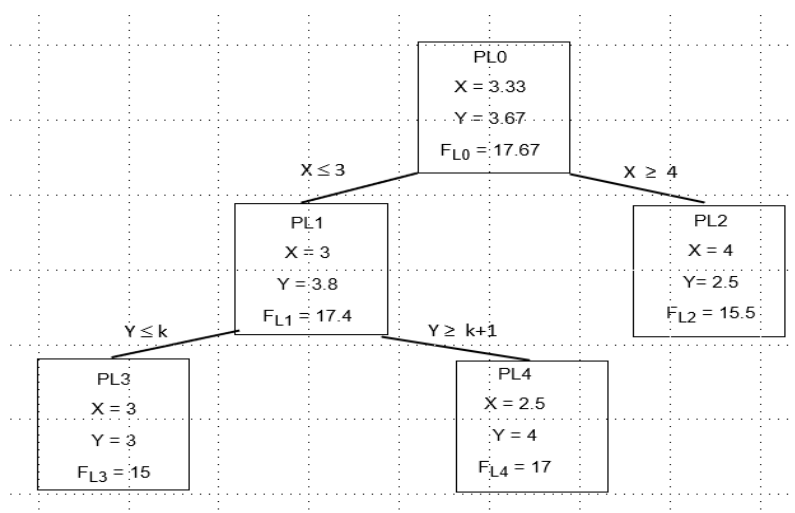 PL0
X = 3.33
Y = 3.67
FL0 = 17.67
X ≤ 3
X ≥ 4
PL1
X = 3
Y = 3.8
FL1 = 17.4
PL2
X = 4
Y= 2.5
FL2 = 15.5
Y ≤ k
Y ≥ k+1
PL3
X = 3
Y = 3
FL3 = 15
PL4
X = 2.5
Y = 4
FL4 = 17